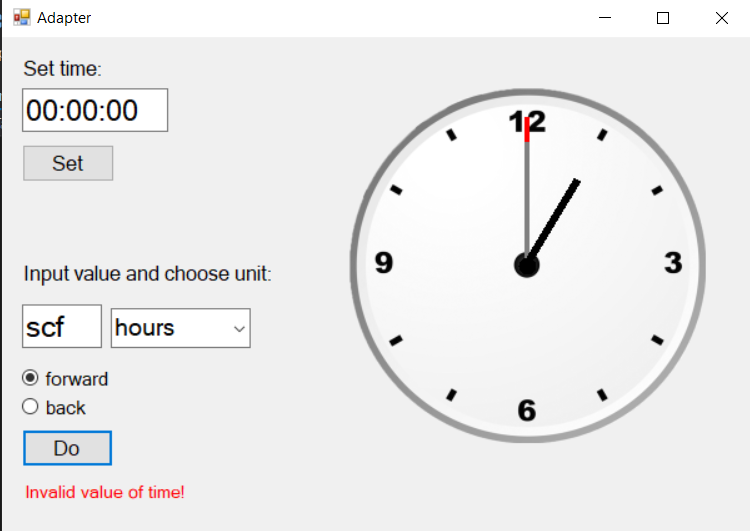 Adapter
Set time:
00:00:00
Set
Input value and choose unit:
scf
hours
forward
back
Do
Invalid value of time!
12
9
3
6